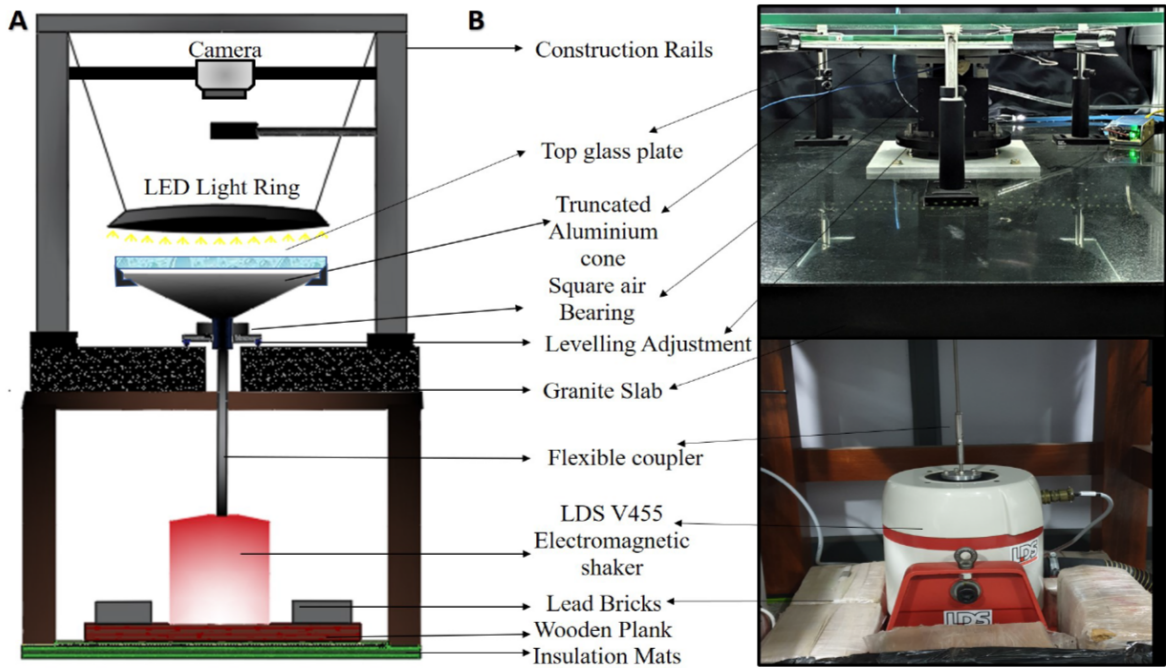 A
B
Camera
Construction Rails
Top glass plate
LED Light Ring
Truncated
Aluminium
cone
Square air
Bearing
Levelling Adjustment
Granite Slab
Flexible coupler
LDS V455
Electromagnetic
shaker
LDS
Lead Bricks
LDS
Wooden Plank
Insulation Mats